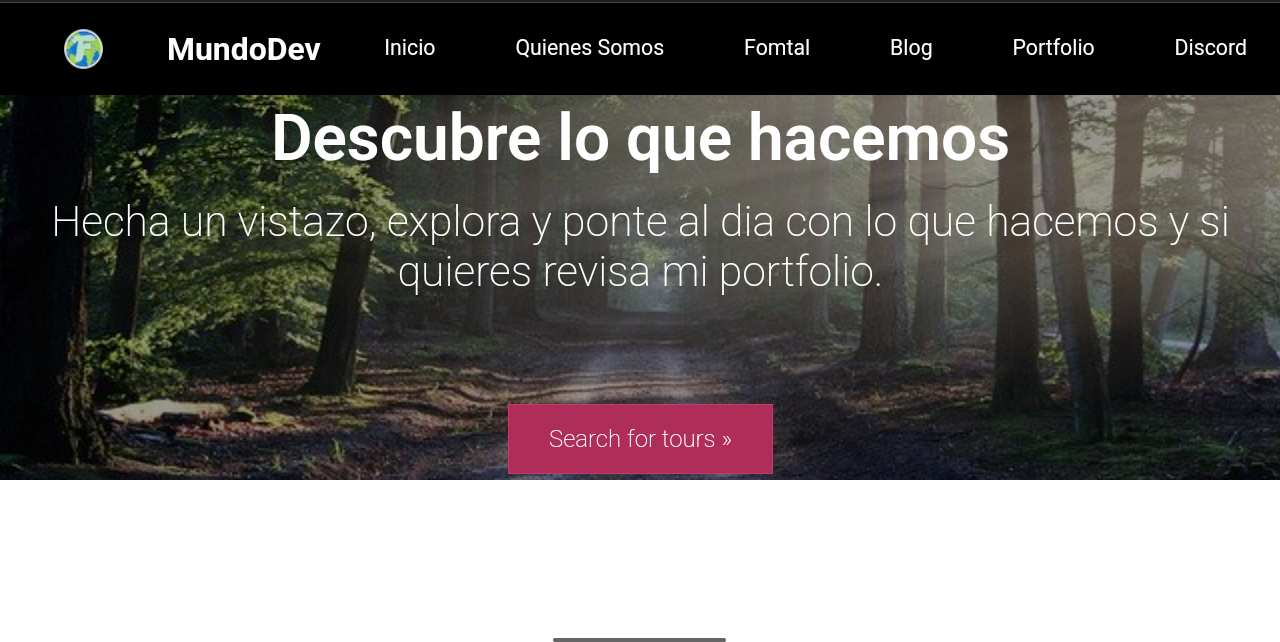 MundoDev
Inicio
Quienes Somos
Fomtal
Blog
Portfolio
Discord
Descubre lo que hacemos
Hecha un vistazo, explora y ponte al dia con lo que hacemos y si
quieres revisa mi portfolio.
Search for tours »